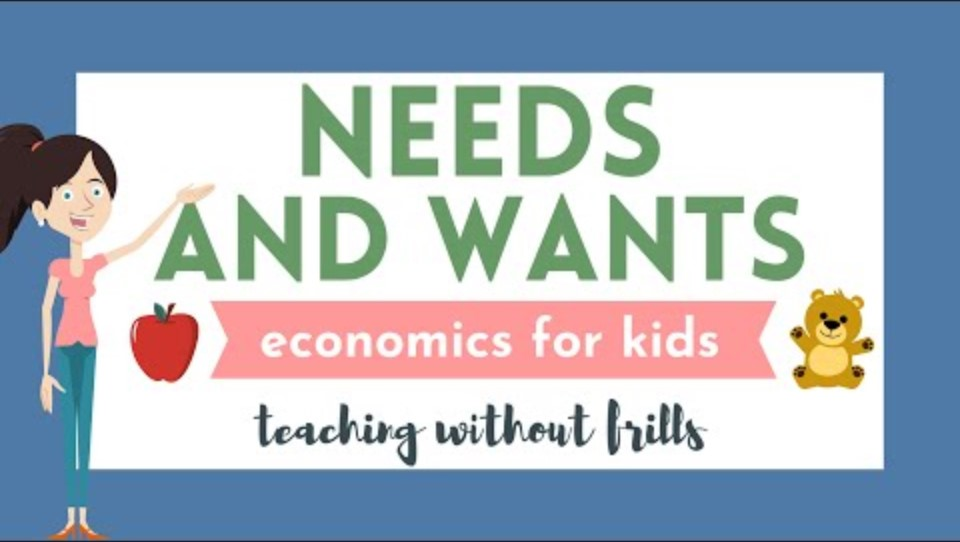 NEEDS
AND WANTS
economics for kids
teaching without frills